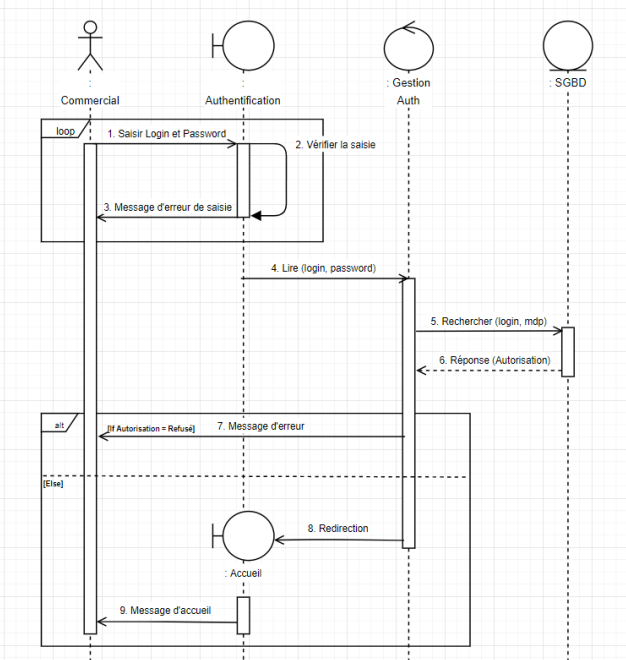 :
Commercial
:
Authentification
: Gestion
Auth
: SGBD
loop
1. Saisir Login et Password
2. Vérifier la saisie
3. Message d'erreur de saisie
4. Lire (login, password)
5. Rechercher (login, mdp)
6. Réponse (Autorisation)
alt
[If Autorisation = Refusé]
7. Message d'erreur
[Else]
8. Redirection
: Accueil
9. Message d'accueil